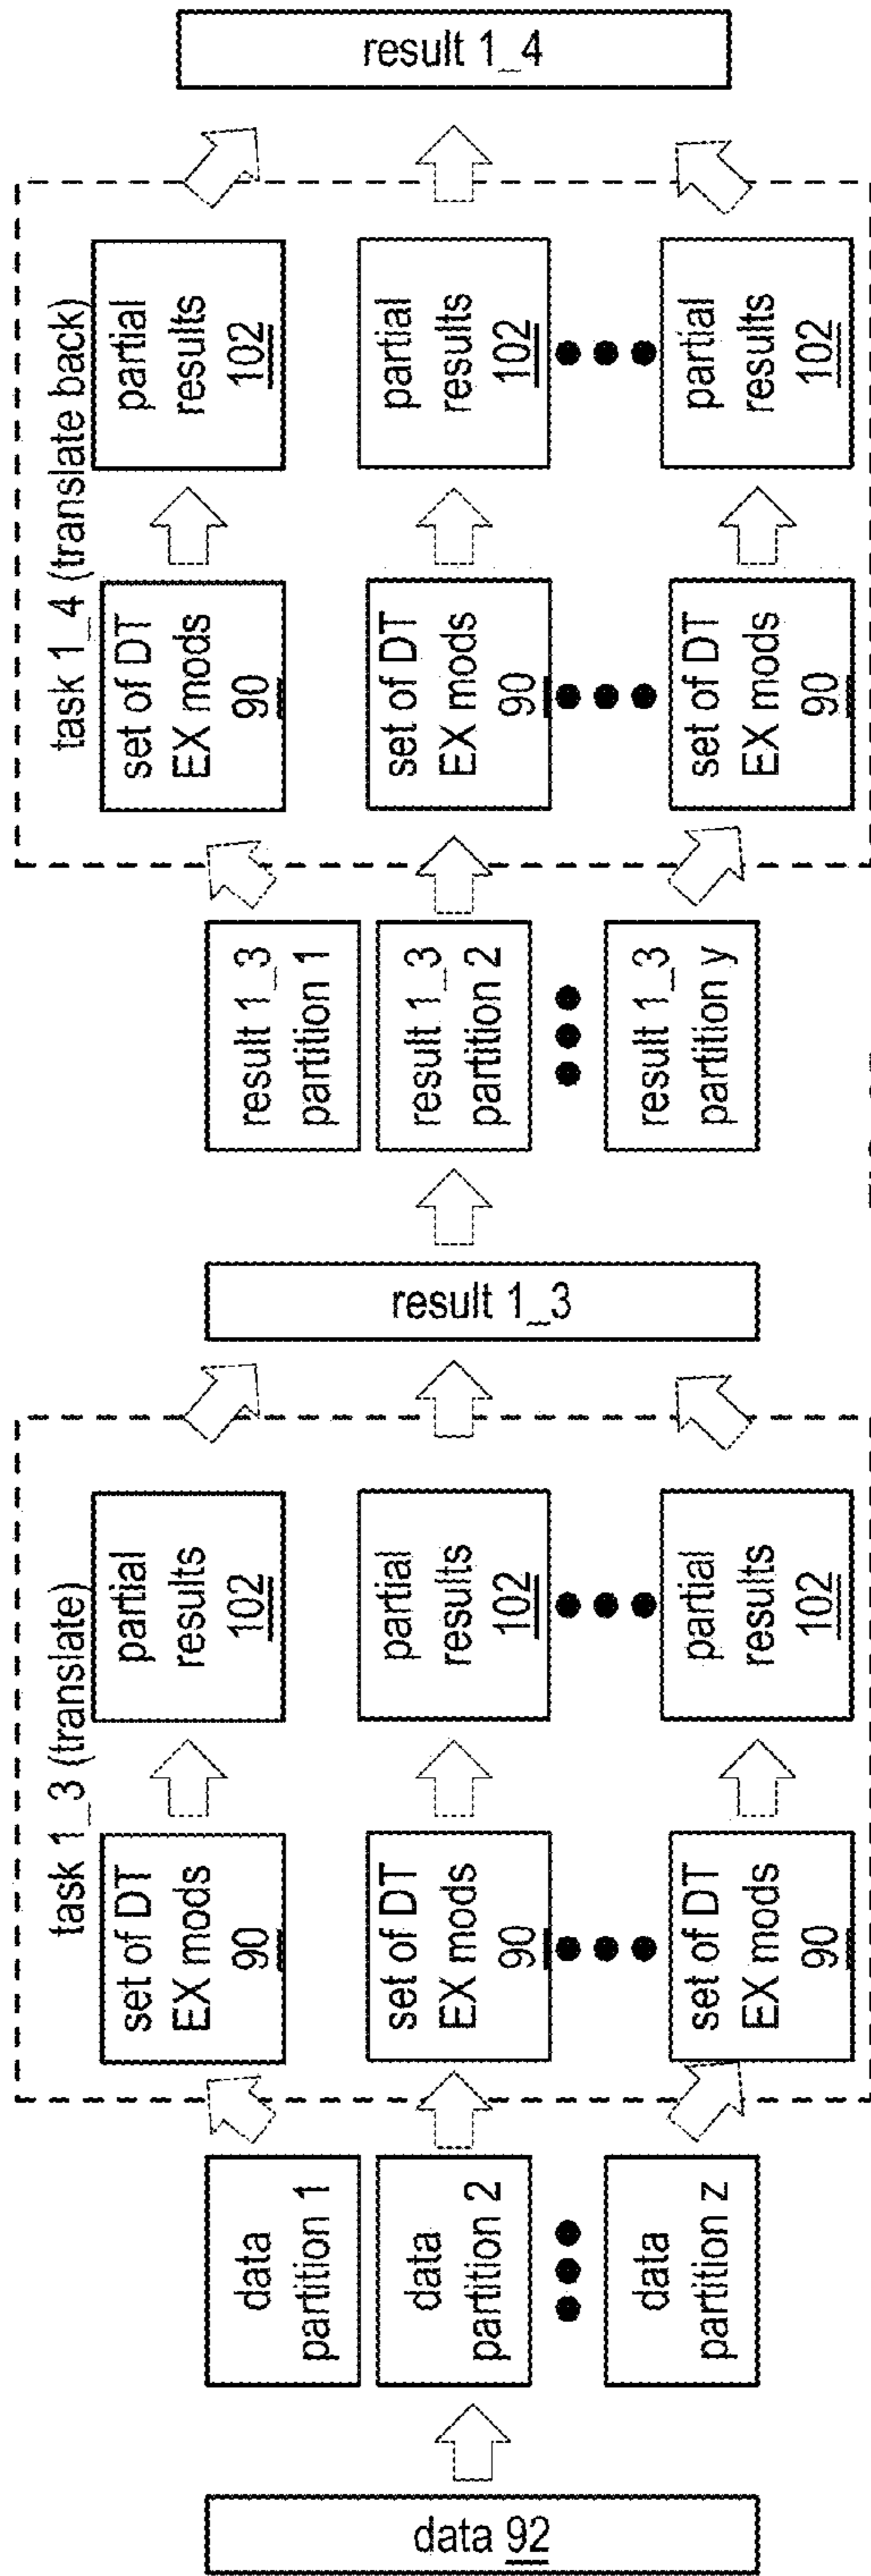 data 92
data
partition 1
data
partition 2
data
partition z
task 1_3 (translate)
set of DT
EX mods
90
set of DT
EX mods
90
set of DT
EX mods
90
partial
results
102
partial
results
102
partial
results
102
result 1_3
result 1_3
partition 1
result 1_3
partition 2
result 1_3
partition y
task 1_4 (translate back)
set of DT
EX mods
90
set of DT
EX mods
90
set of DT
EX mods
90
partial
results
102
partial
results
102
partial
results
102
result 1_4